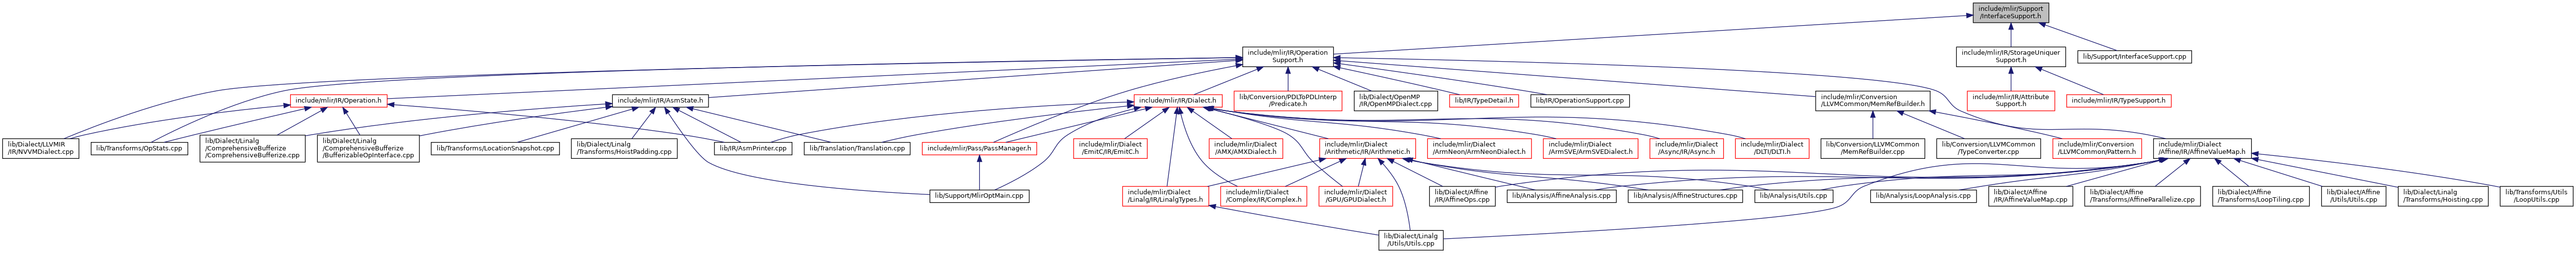 include/mlir/Support
/InterfaceSupport.h
include/mlir/IR/Operation
Support.h
include/mlir/IR/StorageUniquer
Support.h
lib/Support/InterfaceSupport.cpp
include/mlir/IR/Operation.h
include/mlir/IR/AsmState.h
include/mlir/IR/Dialect.h
lib/Conversion/PDLToPDLInterp
/Predicate.h
lib/Dialect/OpenMP
/IR/OpenMPDialect.cpp
lib/IR/TypeDetail.h
lib/IR/OperationSupport.cpp
include/mlir/Conversion
/LLVMCommon/MemRefBuilder.h
include/mlir/IR/Attribute
Support.h
include/mlir/IR/TypeSupport.h
lib/Dialect/LLVMIR
/IR/NVVMDialect.cpp
lib/Transforms/OpStats.cpp
lib/Dialect/Linalg
/ComprehensiveBufferize
/ComprehensiveBufferize.cpp
lib/Dialect/Linalg
/ComprehensiveBufferize
/BufferizableOpInterface.cpp
lib/Transforms/LocationSnapshot.cpp
lib/Dialect/Linalg
/Transforms/HoistPadding.cpp
lib/IR/AsmPrinter.cpp
lib/Translation/Translation.cpp
include/mlir/Pass/PassManager.h
include/mlir/Dialect
/EmitC/IR/EmitC.h
include/mlir/Dialect
/AMX/AMXDialect.h
include/mlir/Dialect
/Arithmetic/IR/Arithmetic.h
include/mlir/Dialect
/ArmNeon/ArmNeonDialect.h
include/mlir/Dialect
/ArmSVE/ArmSVEDialect.h
include/mlir/Dialect
/Async/IR/Async.h
include/mlir/Dialect
/DLTI/DLTI.h
lib/Conversion/LLVMCommon
/MemRefBuilder.cpp
lib/Conversion/LLVMCommon
/TypeConverter.cpp
include/mlir/Conversion
/LLVMCommon/Pattern.h
include/mlir/Dialect
/Affine/IR/AffineValueMap.h
lib/Support/MlirOptMain.cpp
include/mlir/Dialect
/Linalg/IR/LinalgTypes.h
include/mlir/Dialect
/Complex/IR/Complex.h
include/mlir/Dialect
/GPU/GPUDialect.h
lib/Dialect/Affine
/IR/AffineOps.cpp
lib/Analysis/AffineAnalysis.cpp
lib/Analysis/AffineStructures.cpp
lib/Analysis/Utils.cpp
lib/Analysis/LoopAnalysis.cpp
lib/Dialect/Affine
/IR/AffineValueMap.cpp
lib/Dialect/Affine
/Transforms/AffineParallelize.cpp
lib/Dialect/Affine
/Transforms/LoopTiling.cpp
lib/Dialect/Affine
/Utils/Utils.cpp
lib/Dialect/Linalg
/Transforms/Hoisting.cpp
lib/Transforms/Utils
/LoopUtils.cpp
lib/Dialect/Linalg
/Utils/Utils.cpp